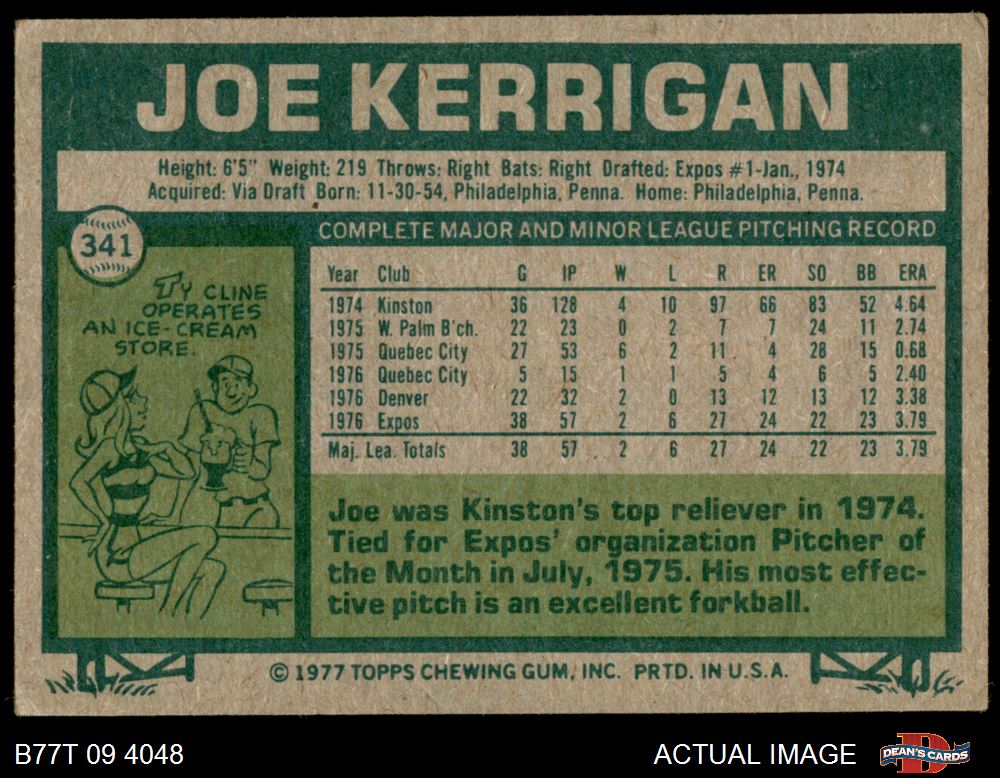 JOE KERRIGAN
Height: 6'5" Weight: 219 Throws: Right Bats: Right Drafted: Expos #1-Jan., 1974
Acquired: Via Draft Born: 11-30-54, Philadelphia, Penna. Home: Philadelphia, Penna.
341
TY CLINE
OPERATES
AN ICE-CREAM
STORE.
COMPLETE MAJOR AND MINOR LEAGUE PITCHING RECORD
Year Club G IP W L R ER SO BB ERA
1974 Kinston 36 128 4 10 97 66 83 52 4.64
1975 W. Palm B'ch. 22 23 0 2 7 7 24 11 2.74
1975 Quebec City 27 53 6 2 11 4 28 15 0.68
1976 Quebec City 5 15 1 1 5 4 6 5 2.40
1976 Denver 22 32 2 0 13 12 13 12 3.38
1976 Expos 38 57 2 6 27 24 22 23 3.79
Maj. Lea. Totals 38 57 2 6 27 24 22 23 3.79
Joe was Kinston's top reliever in 1974.
Tied for Expos' organization Pitcher of
the Month in July, 1975. His most effec-
tive pitch is an excellent forkball.
© 1977 TOPPS CHEWING GUM, INC. PRTD. IN U.S.A.
B77T 09 4048
ACTUAL IMAGE
D
DEAN'S CARDS